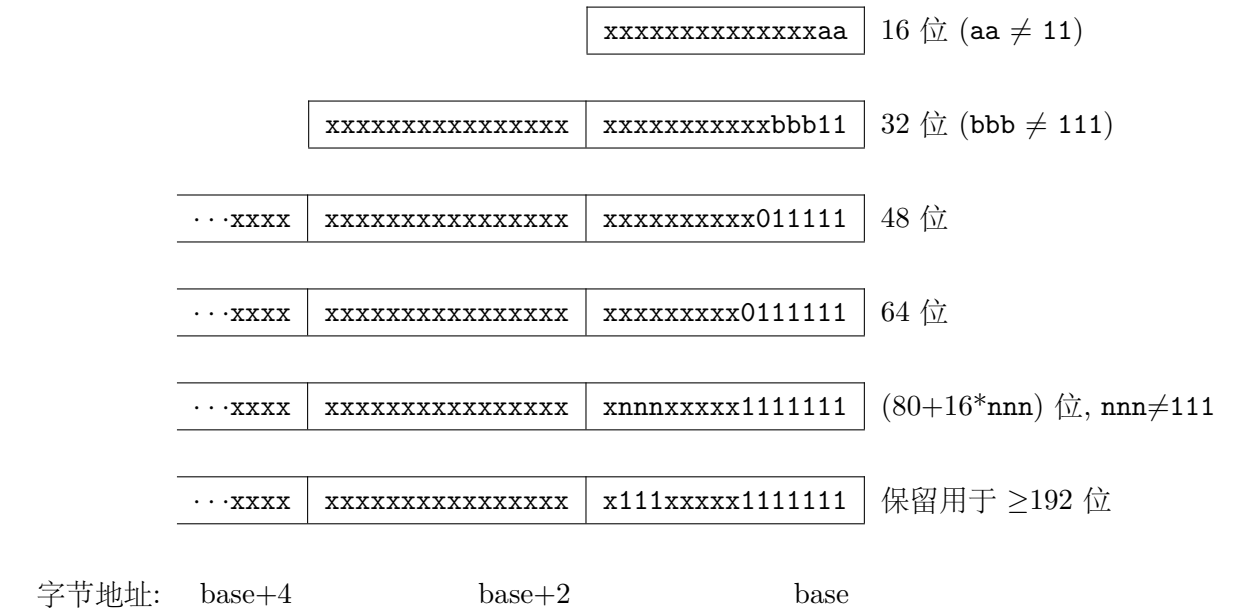 xxxxxxxxxxxxxxaa 16 位 (aa ≠ 11)
xxxxxxxxxxxxxxxx xxxxxxxxxxxbbb11 32 位 (bbb ≠ 111)
···xxxx xxxxxxxxxxxxxxxx xxxxxxxxxx011111 48 位
···xxxx xxxxxxxxxxxxxxxx xxxxxxxxx0111111 64 位
···xxxx xxxxxxxxxxxxxxxx xnnnxxxxx1111111 (80+16*nnn) 位, nnn≠111
···xxxx xxxxxxxxxxxxxxxx x111xxxxx1111111 保留用于 ≥192 位
字节地址: base+4 base+2 base